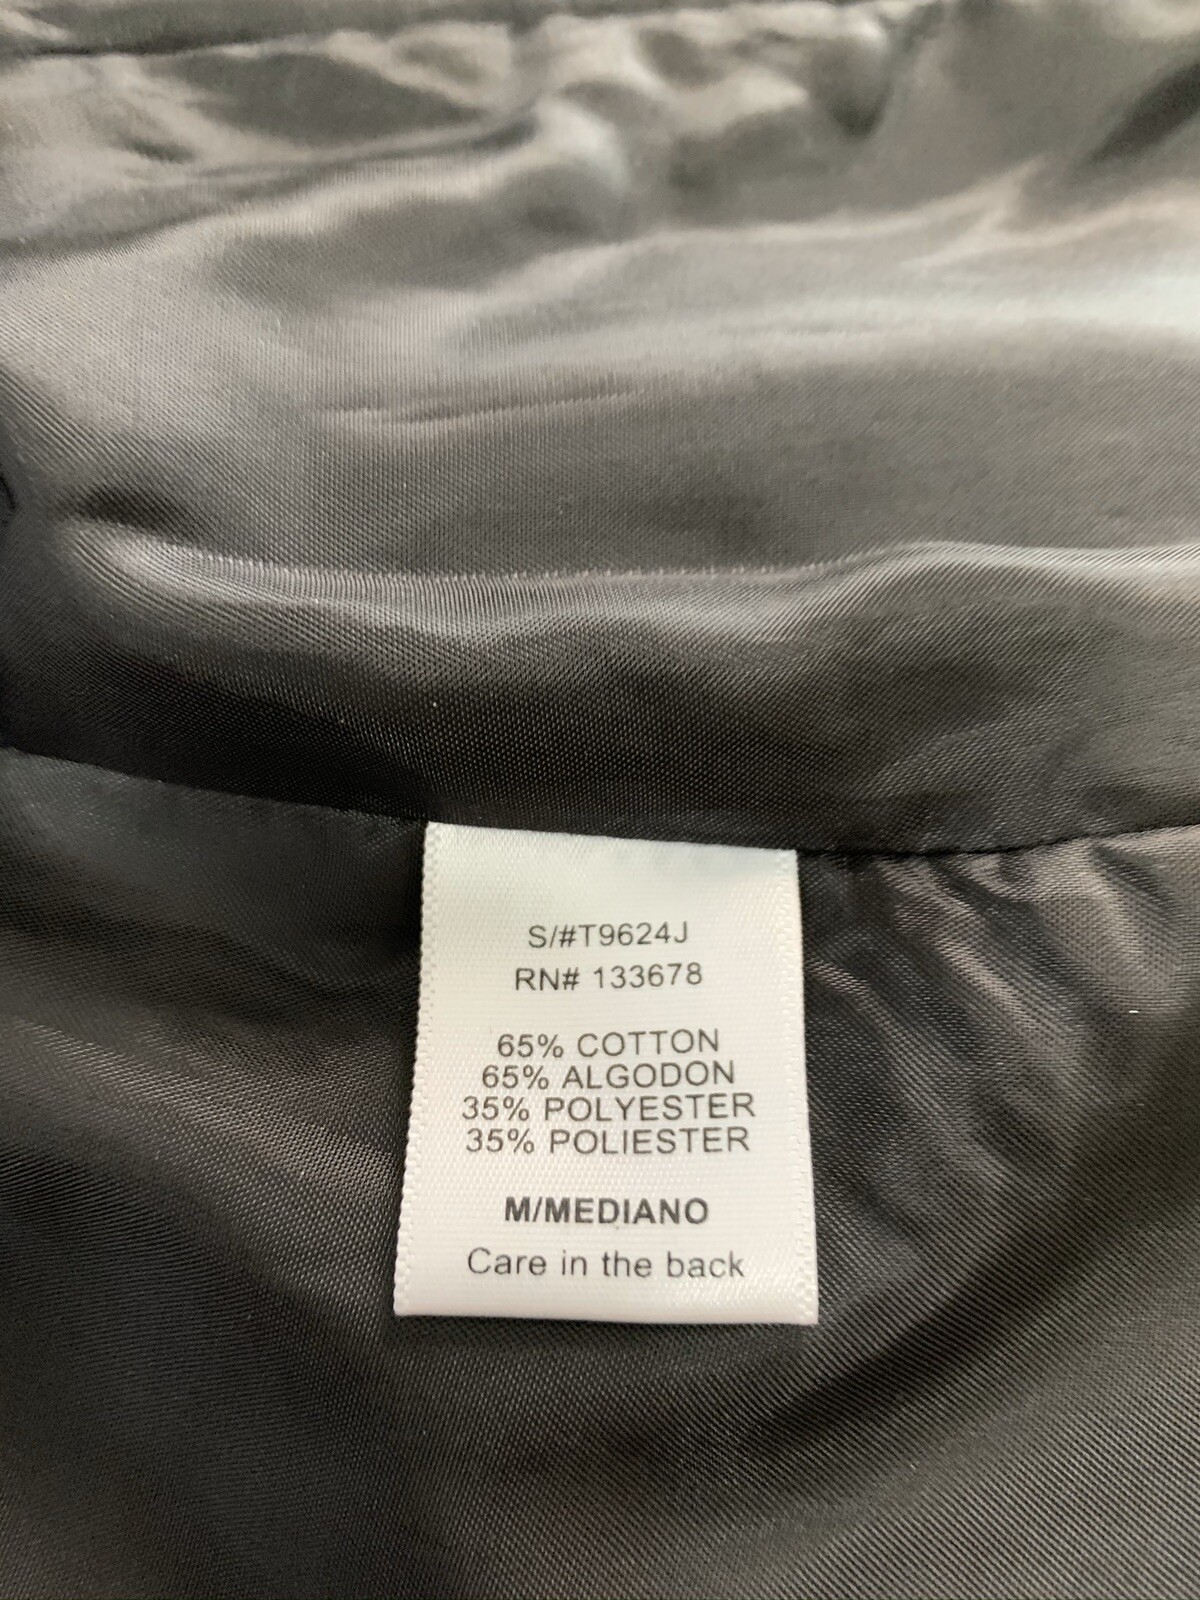 S/#T9624J
RN# 133678
65% COTTON
65% ALGODON
35% POLYESTER
35% POLIESTER
M/MEDIANO
Care in the back